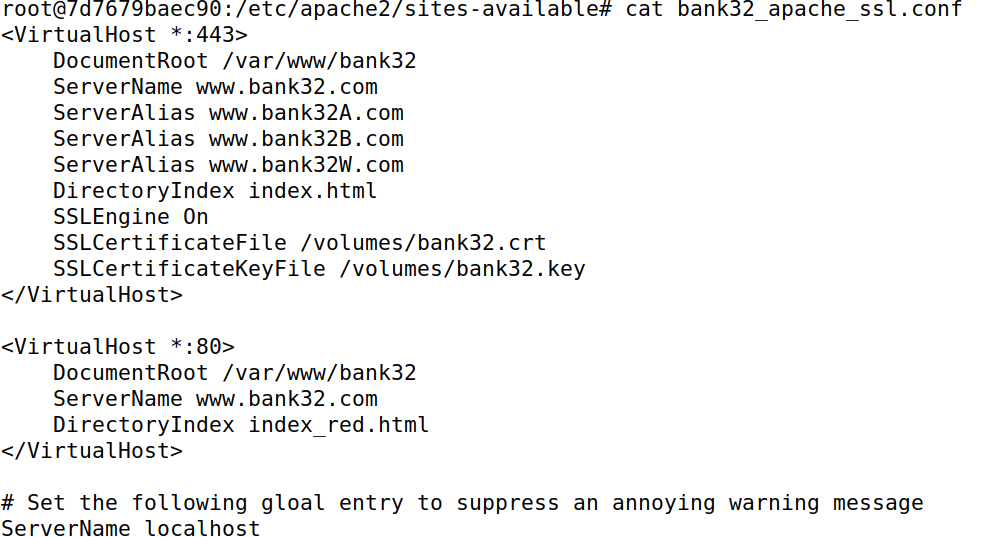 root@7d7679baec90:/etc/apache2/sites-available# cat bank32_apache_ssl.conf
<VirtualHost *:443>
    DocumentRoot /var/www/bank32
    ServerName www.bank32.com
    ServerAlias www.bank32A.com
    ServerAlias www.bank32B.com
    ServerAlias www.bank32W.com
    DirectoryIndex index.html
    SSLEngine On
    SSLCertificateFile /volumes/bank32.crt
    SSLCertificateKeyFile /volumes/bank32.key
</VirtualHost>

<VirtualHost *:80>
    DocumentRoot /var/www/bank32
    ServerName www.bank32.com
    DirectoryIndex index_red.html
</VirtualHost>

# Set the following gloal entry to suppress an annoying warning message
ServerName localhost